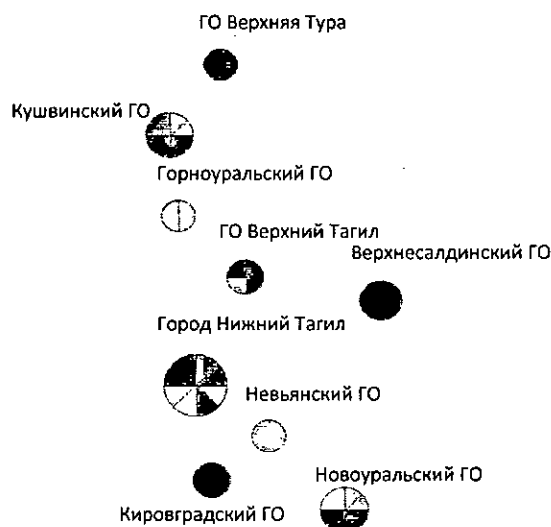 ГО Верхняя Тура
Кушвинский ГО
Горноуральский ГО
ГО Верхний Тагил
Верхнесалдинский ГО
Город Нижний Тагил
Невьянский ГО
Новоуральский ГО
Кировградский ГО